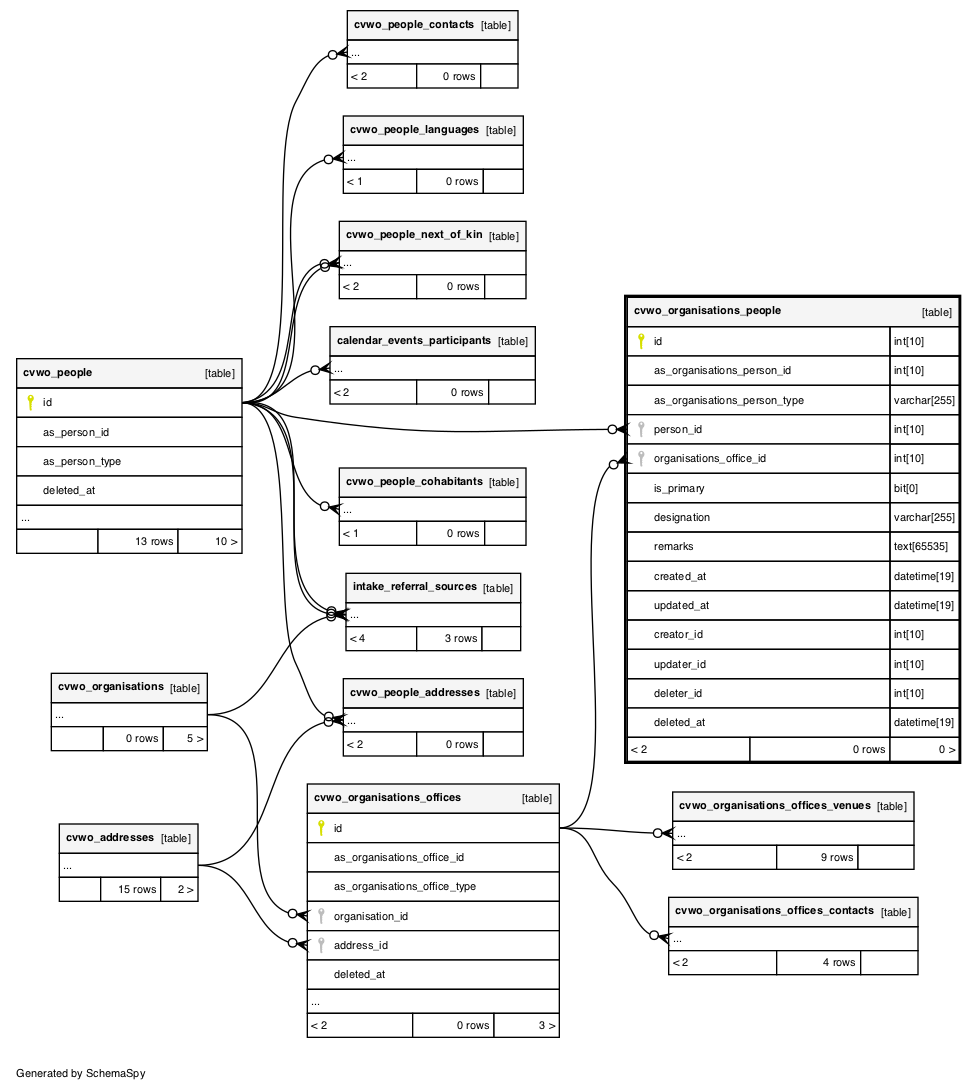 cvwo_people_contacts [table]
...
< 2 0 rows
cvwo_people_languages [table]
...
< 1 0 rows
cvwo_people_next_of_kin [table]
...
< 2 0 rows
calendar_events_participants [table]
...
< 2 0 rows
cvwo_people [table]
id
as_person_id
as_person_type
deleted_at
...
13 rows 10 >
cvwo_people_cohabitants [table]
...
< 1 0 rows
intake_referral_sources [table]
...
< 4 3 rows
cvwo_organisations [table]
...
0 rows 5 >
cvwo_people_addresses [table]
...
< 2 0 rows
cvwo_addresses [table]
...
15 rows 2 >
cvwo_organisations_offices [table]
id
as_organisations_office_id
as_organisations_office_type
organisation_id
address_id
deleted_at
...
< 2 0 rows 3 >
cvwo_organisations_people [table]
id int[10]
as_organisations_person_id int[10]
as_organisations_person_type varchar[255]
person_id int[10]
organisations_office_id int[10]
is_primary bit[0]
designation varchar[255]
remarks text[65535]
created_at datetime[19]
updated_at datetime[19]
creator_id int[10]
updater_id int[10]
deleter_id int[10]
deleted_at datetime[19]
< 2 0 rows 0 >
cvwo_organisations_offices_venues [table]
...
< 2 9 rows
cvwo_organisations_offices_contacts [table]
...
< 2 4 rows
Generated by SchemaSpy